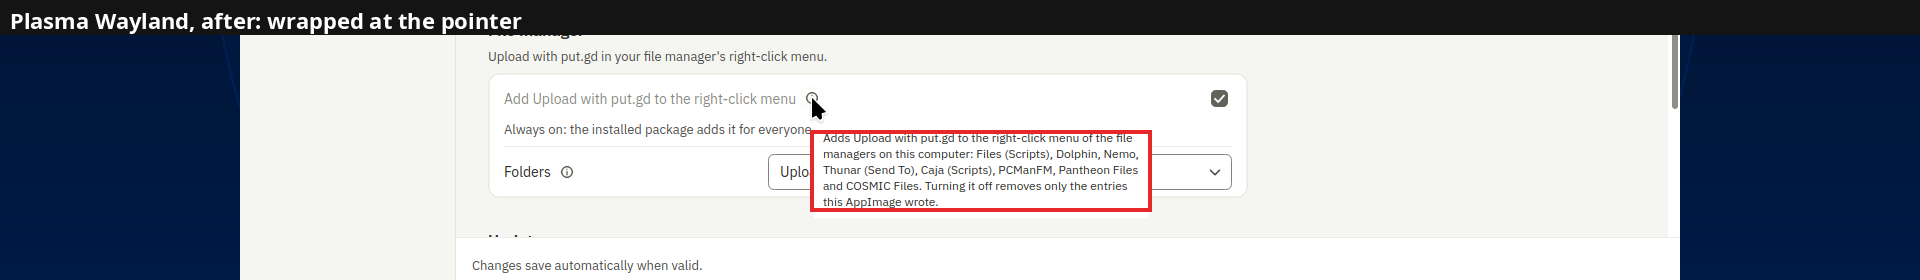 Plasma Wayland, after: wrapped at the pointer
File manager
Upload with put.gd in your file manager's right-click menu.
Add Upload with put.gd to the right-click menu
Always on: the installed package adds it for everyone
Adds Upload with put.gd to the right-click menu of the file
managers on this computer: Files (Scripts), Dolphin, Nemo,
Thunar (Send To), Caja (Scripts), PCManFM, Pantheon Files
and COSMIC Files. Turning it off removes only the entries
this AppImage wrote.
Folders
Uplo
Changes save automatically when valid.